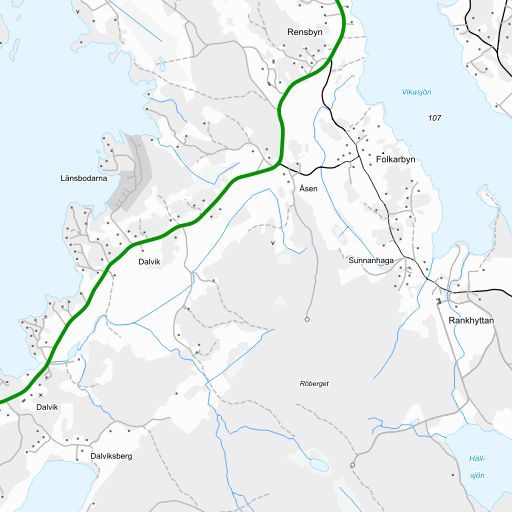 Rensbyn
Vikasjön
107
Folkarbyn
Länsbodarna
Åsen
Dalvik
Sunnanhaga
Rankhyttan
Röberget
Dalvik
Dalviksberg
Häll-
sjön